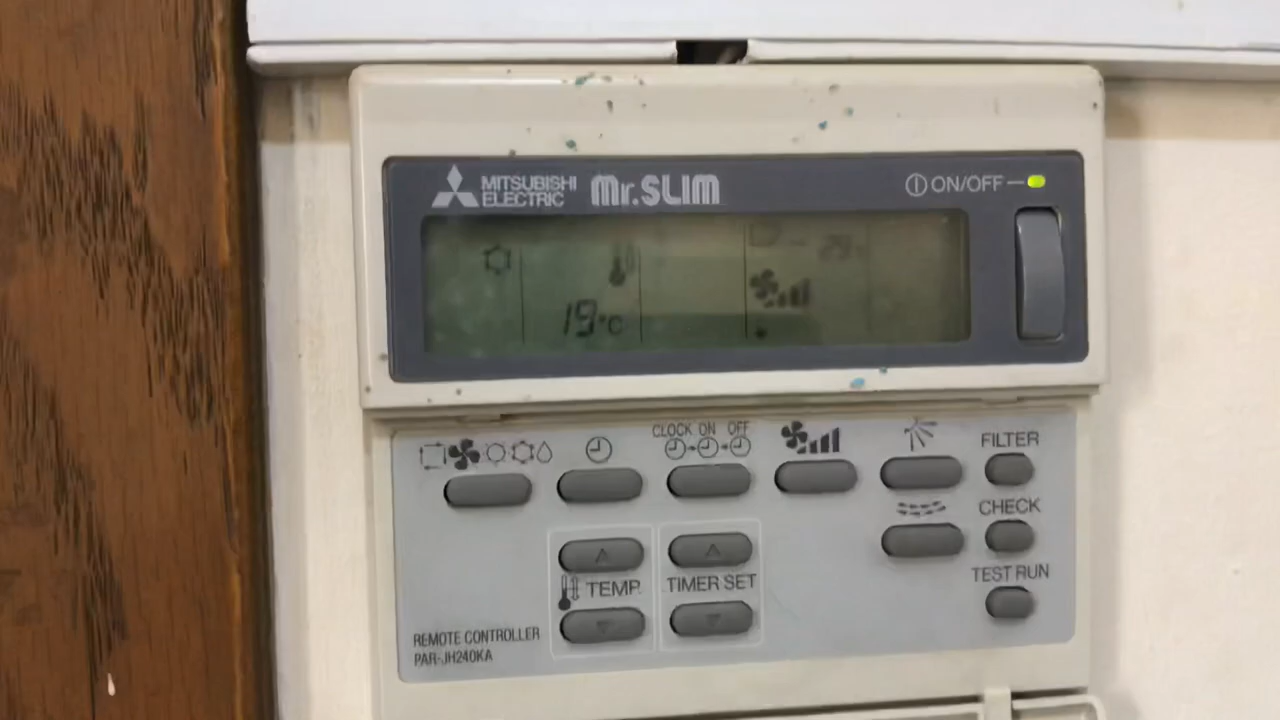 MITSUBISHI
ELECTRIC
Mr.SLIM
ON/OFF
19°C
CLOCK ON OFF
FILTER
CHECK
TEMP.
TIMER SET
TEST RUN
REMOTE CONTROLLER
PAR-JH240KA